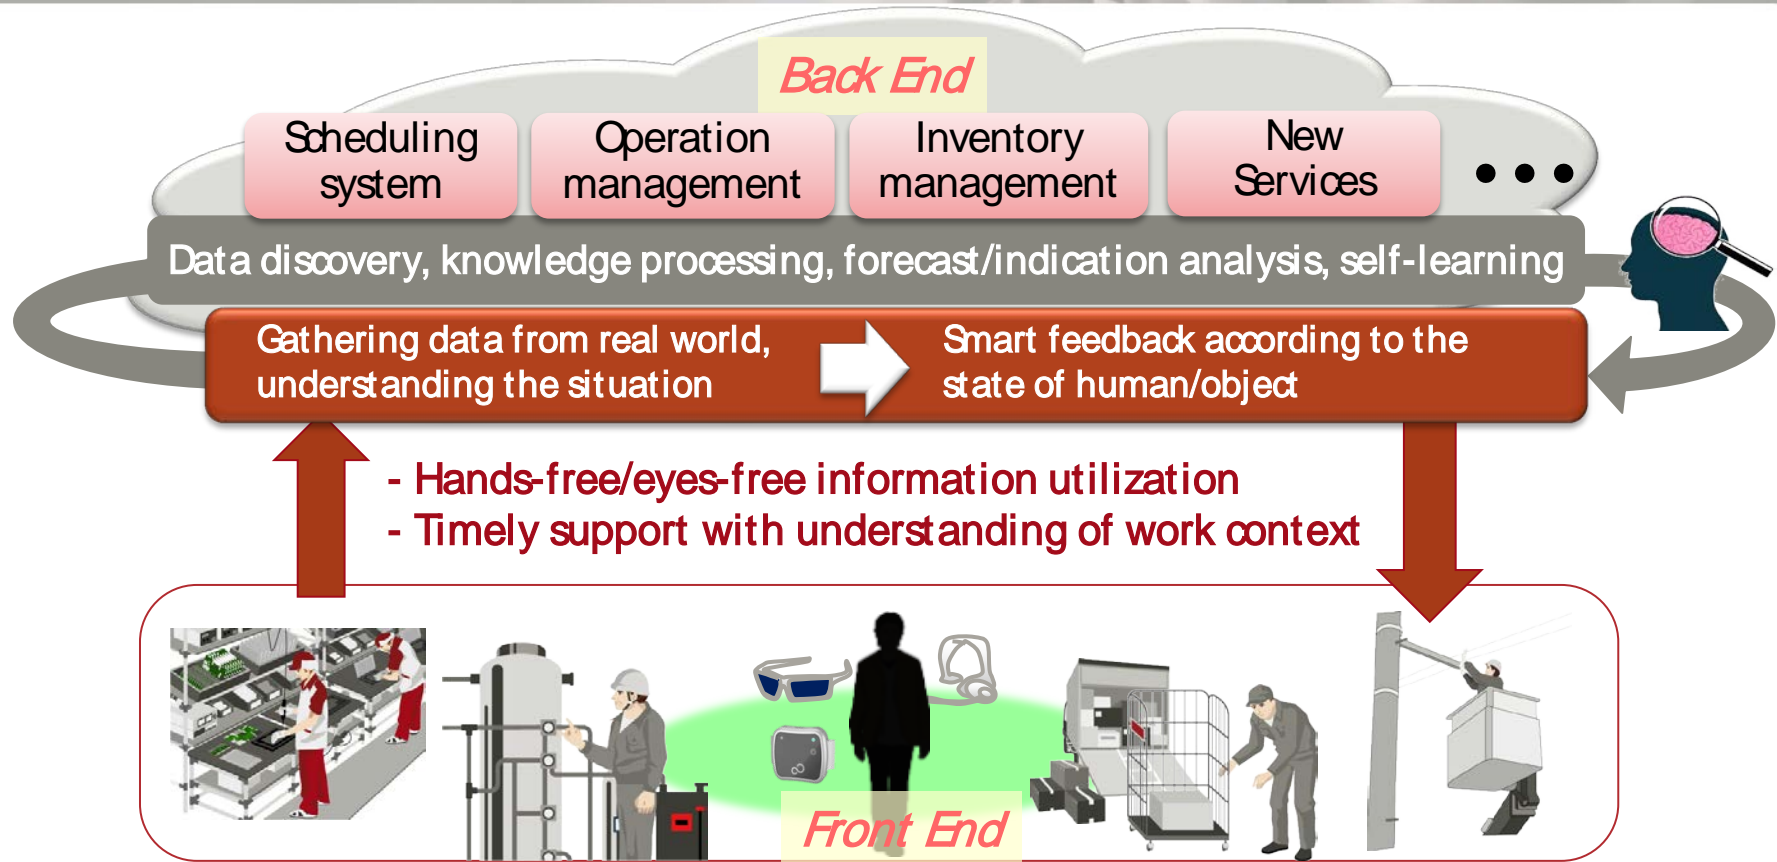 Back End
Scheduling
system
Operation
management
Inventory
management
New
Services
● ● ●
Data discovery, knowledge processing, forecast/indication analysis, self-learning
Gathering data from real world,
understanding the situation
Smart feedback according to the
state of human/object
- Hands-free/eyes-free information utilization
- Timely support with understanding of work context
Front End